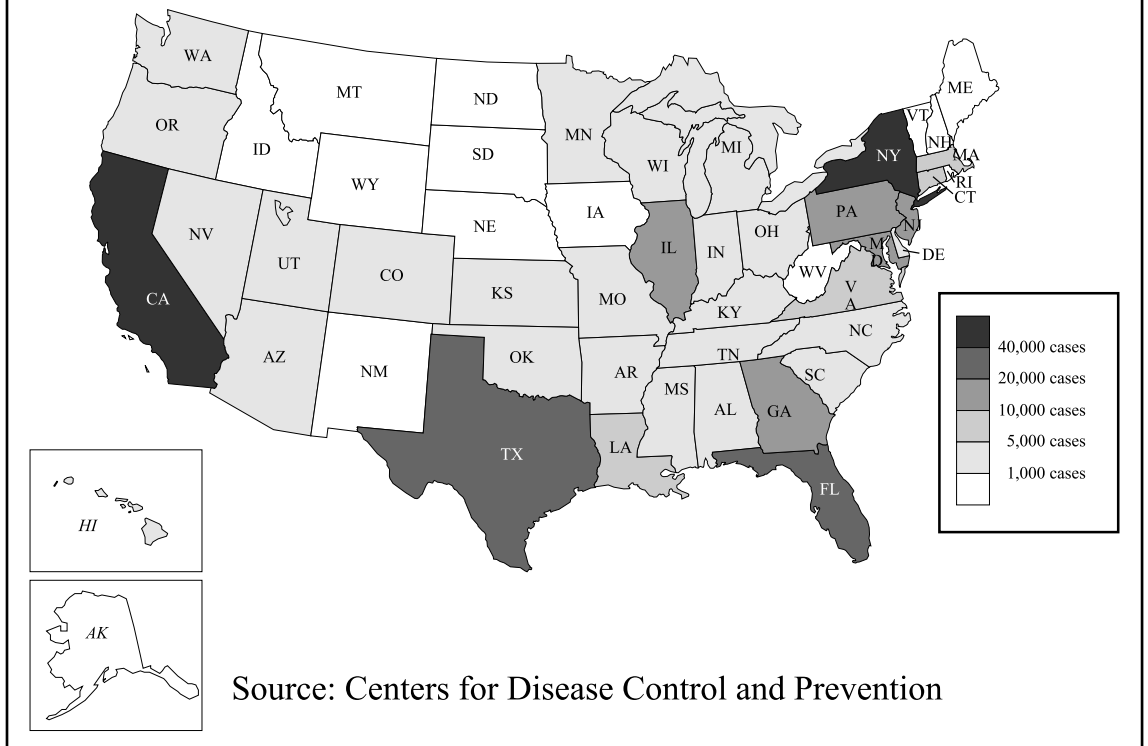 WA
MT
ND
ME
OR
MN
VT
ID
SD
WI
MI
NH
NY
MA
WY
RI
CT
IA
PA
NV
NE
NJ
OH
UT
CO
IL
IN
M
D
DE
WV
CA
KS
MO
V
A
KY
NC
AZ
OK
TN
NM
AR
SC
MS
AL
GA
TX
LA
FL
40,000 cases
20,000 cases
10,000 cases
5,000 cases
1,000 cases
HI
AK
Source: Centers for Disease Control and Prevention